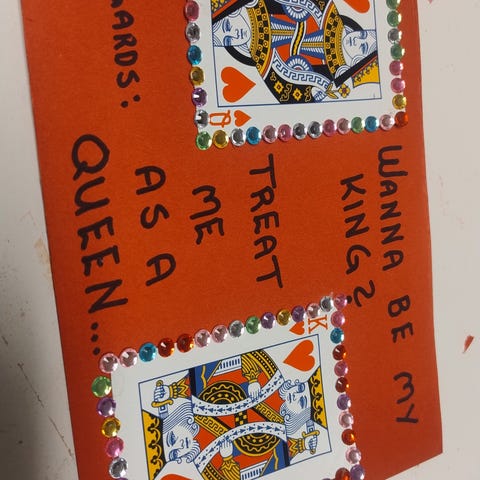 WANNA BE MY
KING?
K
Q
TREAT
ME
AS A
QUEEN...